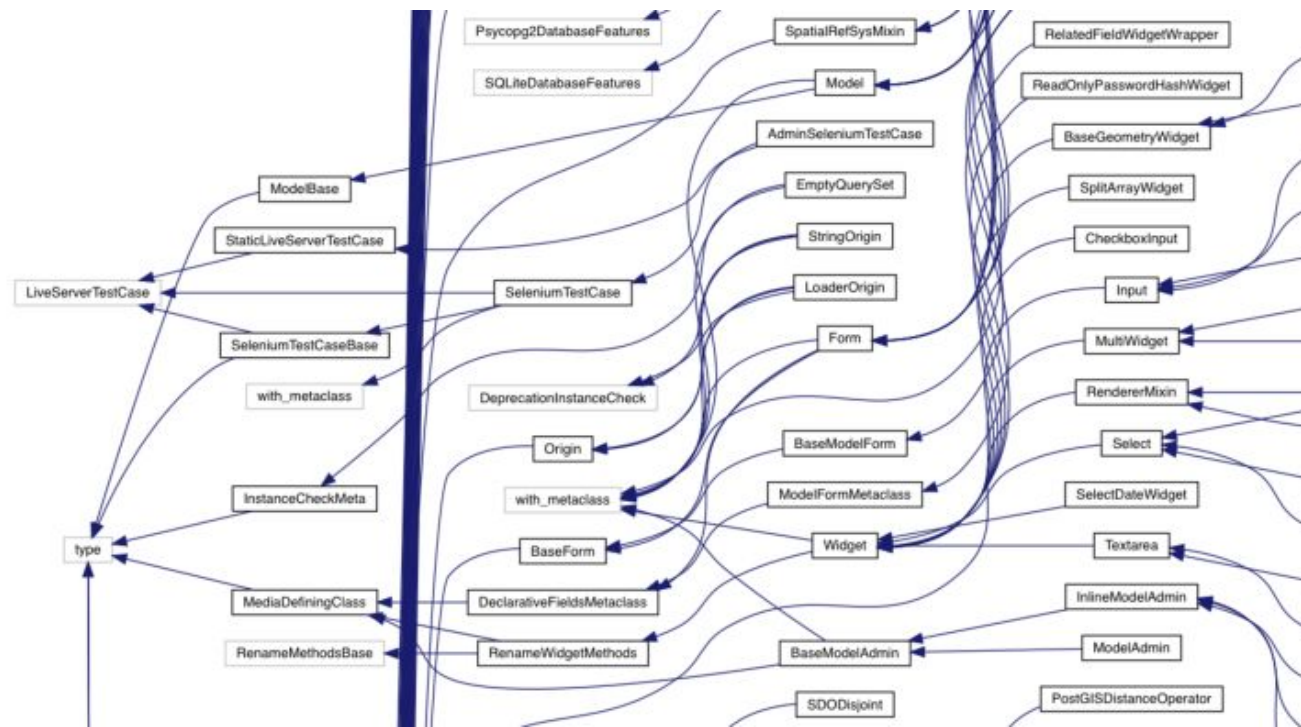 ModelBase
StaticLiveServerTestCase
LiveServerTestCase
SeleniumTestCaseBase
with_metaclass
InstanceCheckMeta
type
MediaDefiningClass
RenameMethodsBase
Psycopg2DatabaseFeatures
SQLiteDatabaseFeatures
SeleniumTestCase
DeprecationInstanceCheck
Origin
with_metaclass
BaseForm
DeclarativeFieldsMetaclass
RenameWidgetMethods
SpatialRefSysMixin
Model
AdminSeleniumTestCase
EmptyQuerySet
StringOrigin
LoaderOrigin
Form
BaseModelForm
ModelFormMetaclass
Widget
BaseModelAdmin
SDODisjoint
RelatedFieldWidgetWrapper
ReadOnlyPasswordHashWidget
BaseGeometryWidget
SplitArrayWidget
CheckboxInput
Input
MultiWidget
RendererMixin
Select
SelectDateWidget
Textarea
InlineModelAdmin
ModelAdmin
PostGISDistanceOperator